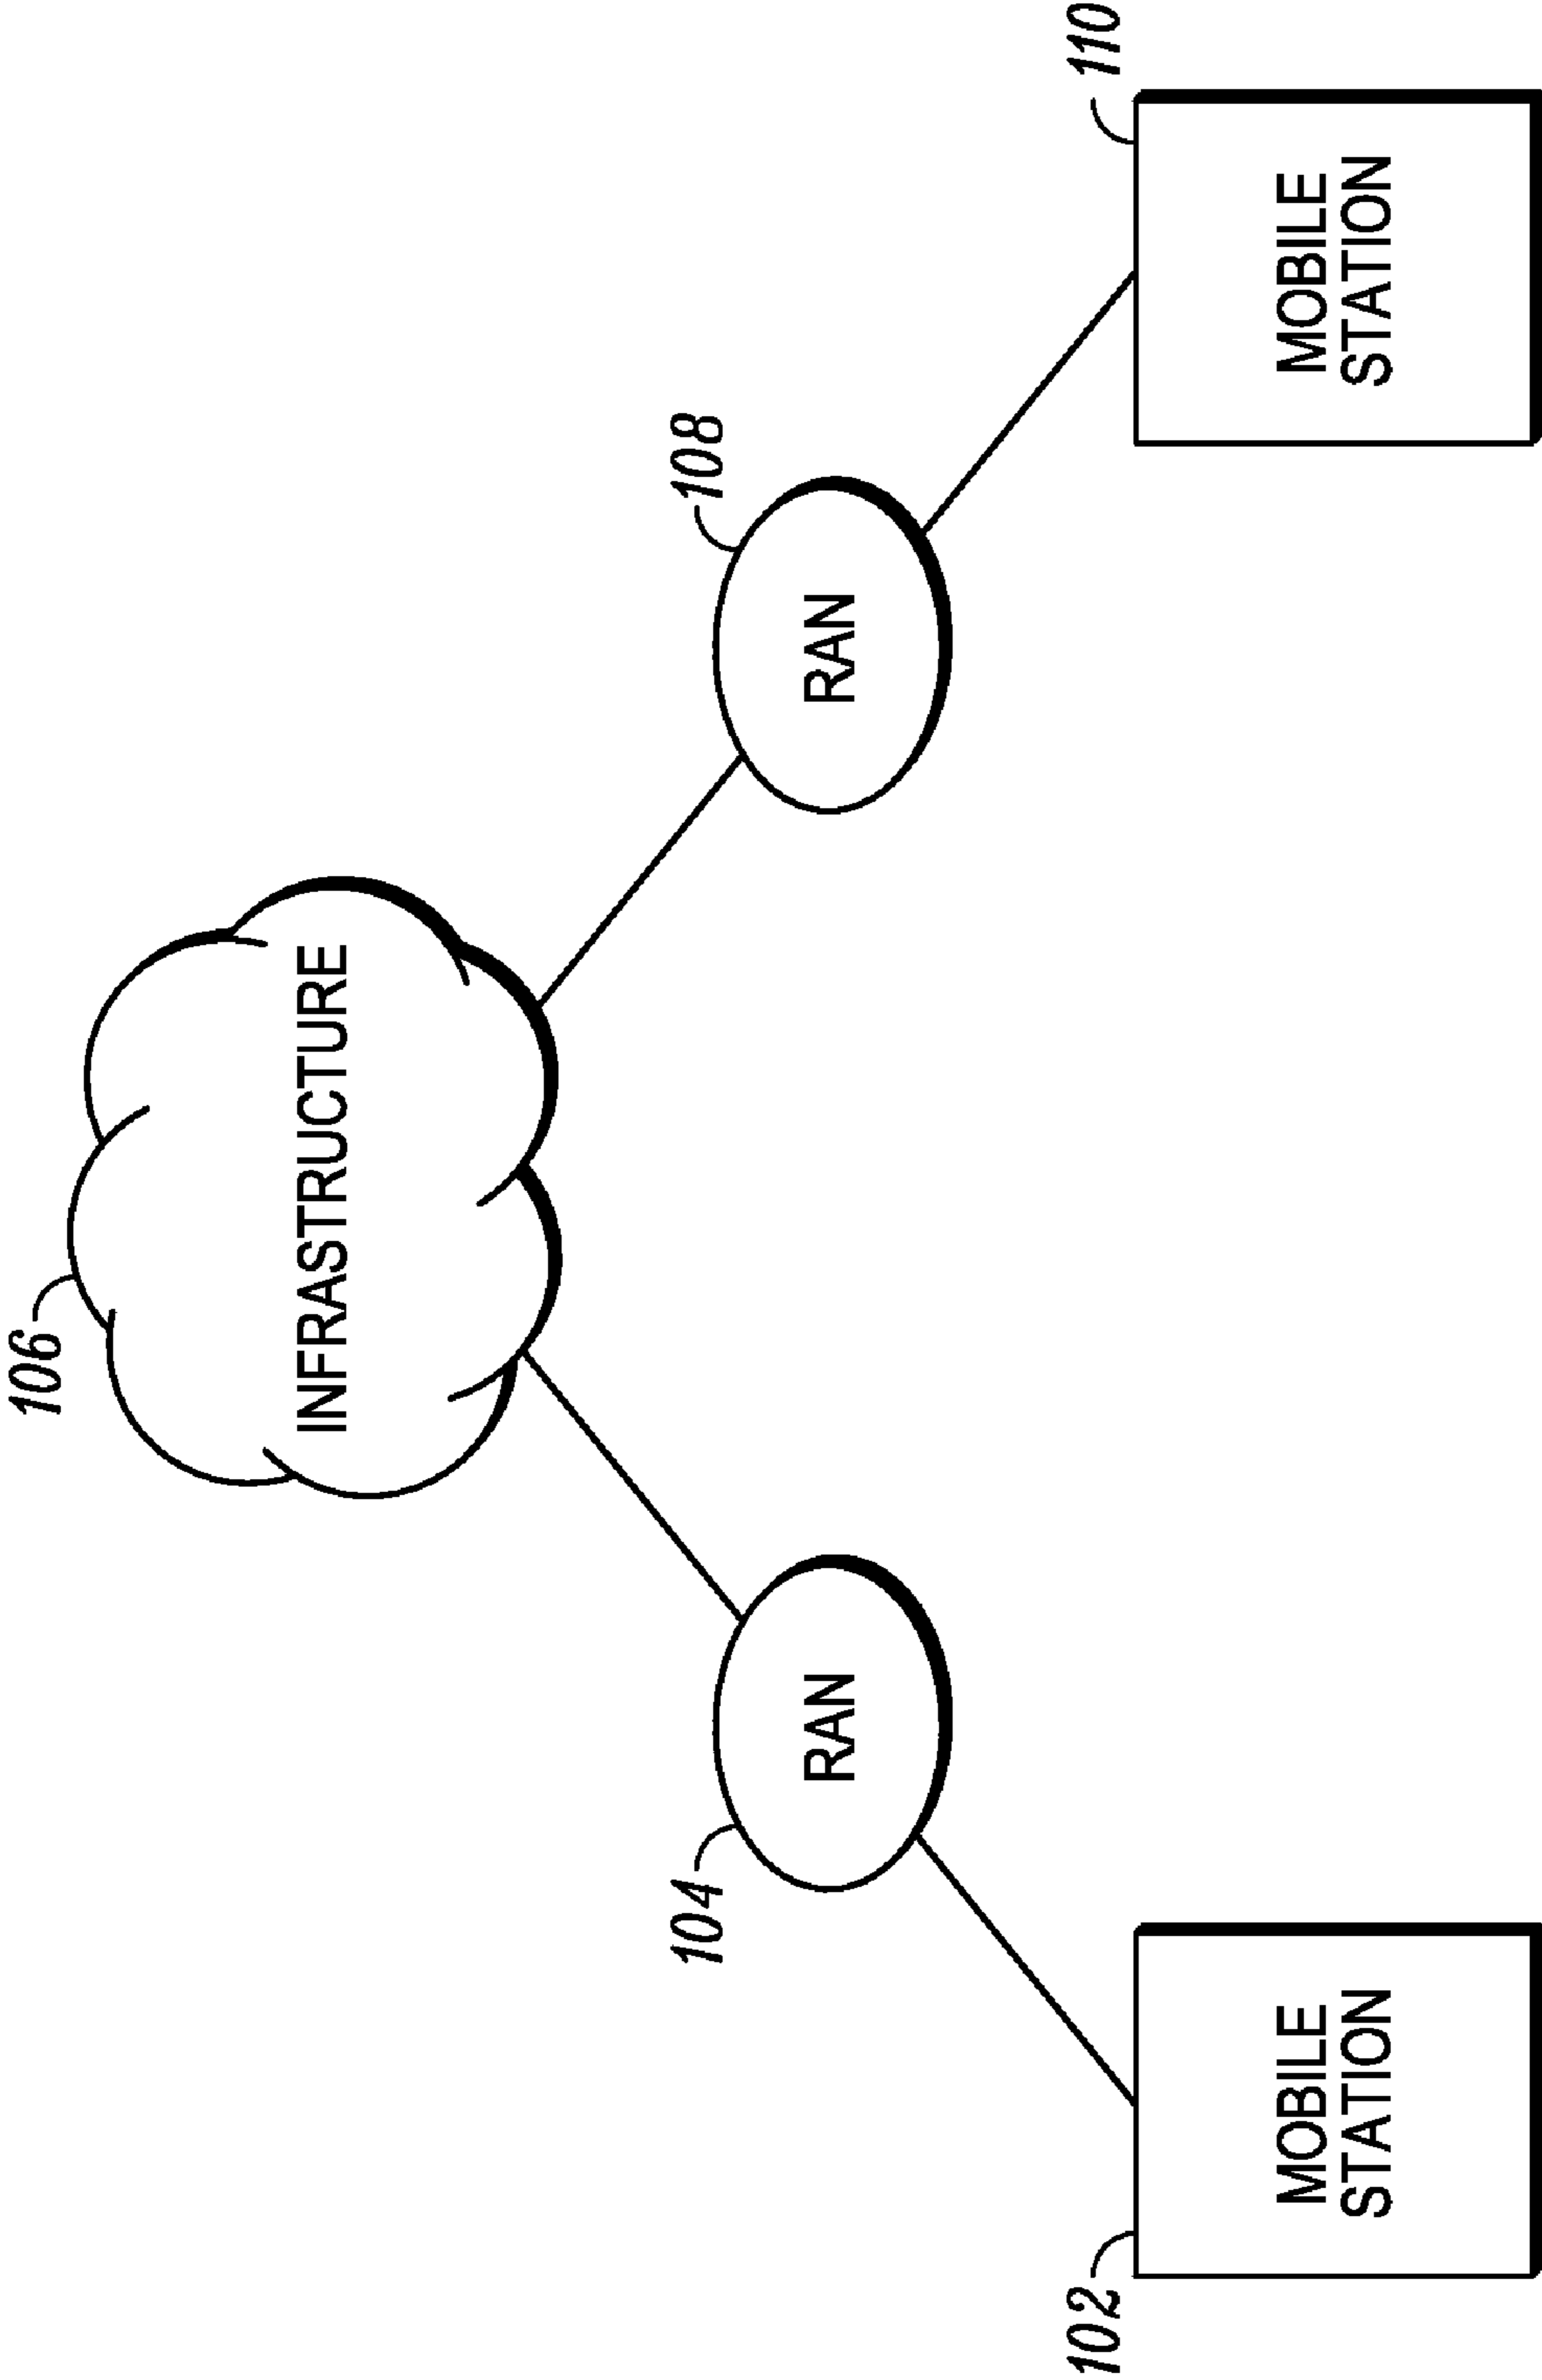 106
INFRASTRUCTURE
104
RAN
108
RAN
102
MOBILE
STATION
110
MOBILE
STATION